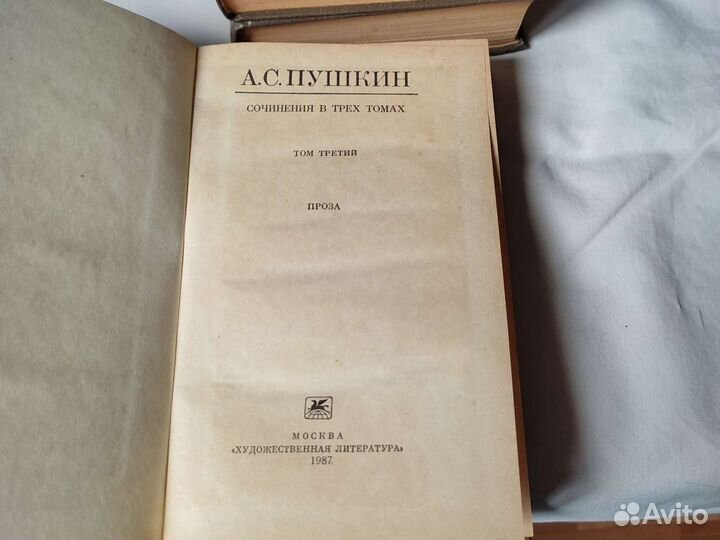 А.С.ПУШКИН
СОЧИНЕНИЯ В ТРЕХ ТОМАХ
ТОМ ТРЕТИЙ
ПРОЗА
МОСКВА
«ХУДОЖЕСТВЕННАЯ ЛИТЕРАТУРА»
1987
Avito